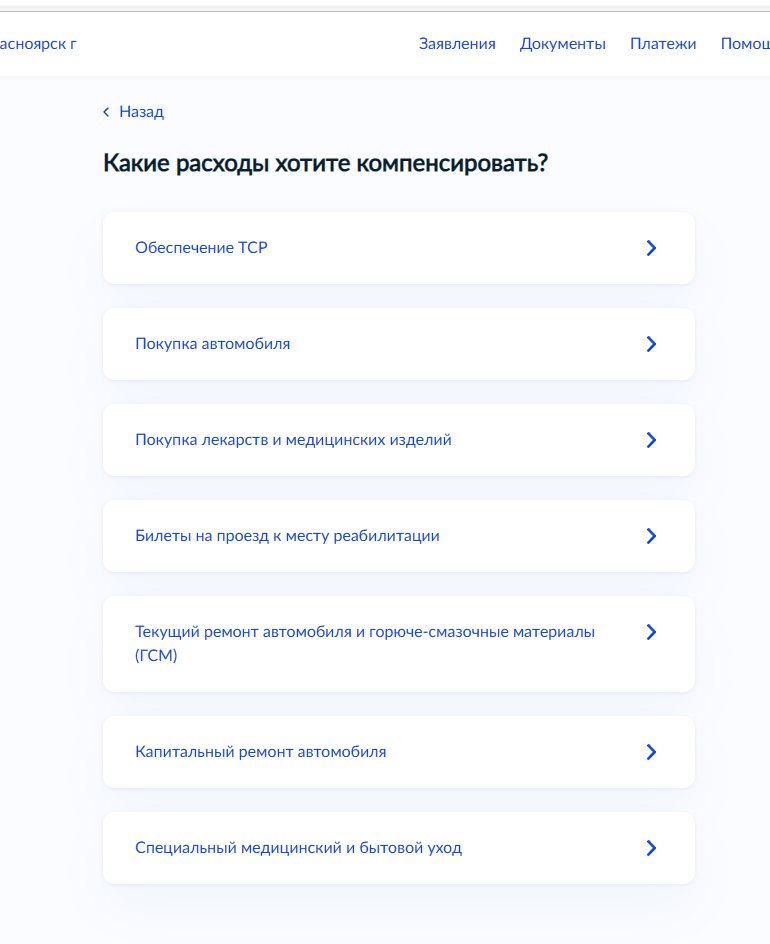 асноярск г
Заявления Документы Платежи Помощ
Назад
Какие расходы хотите компенсировать?
Обеспечение ТСР
Покупка автомобиля
Покупка лекарств и медицинских изделий
Билеты на проезд к месту реабилитации
Текущий ремонт автомобиля и горюче-смазочные материалы
(ГСМ)
Капитальный ремонт автомобиля
Специальный медицинский и бытовой уход